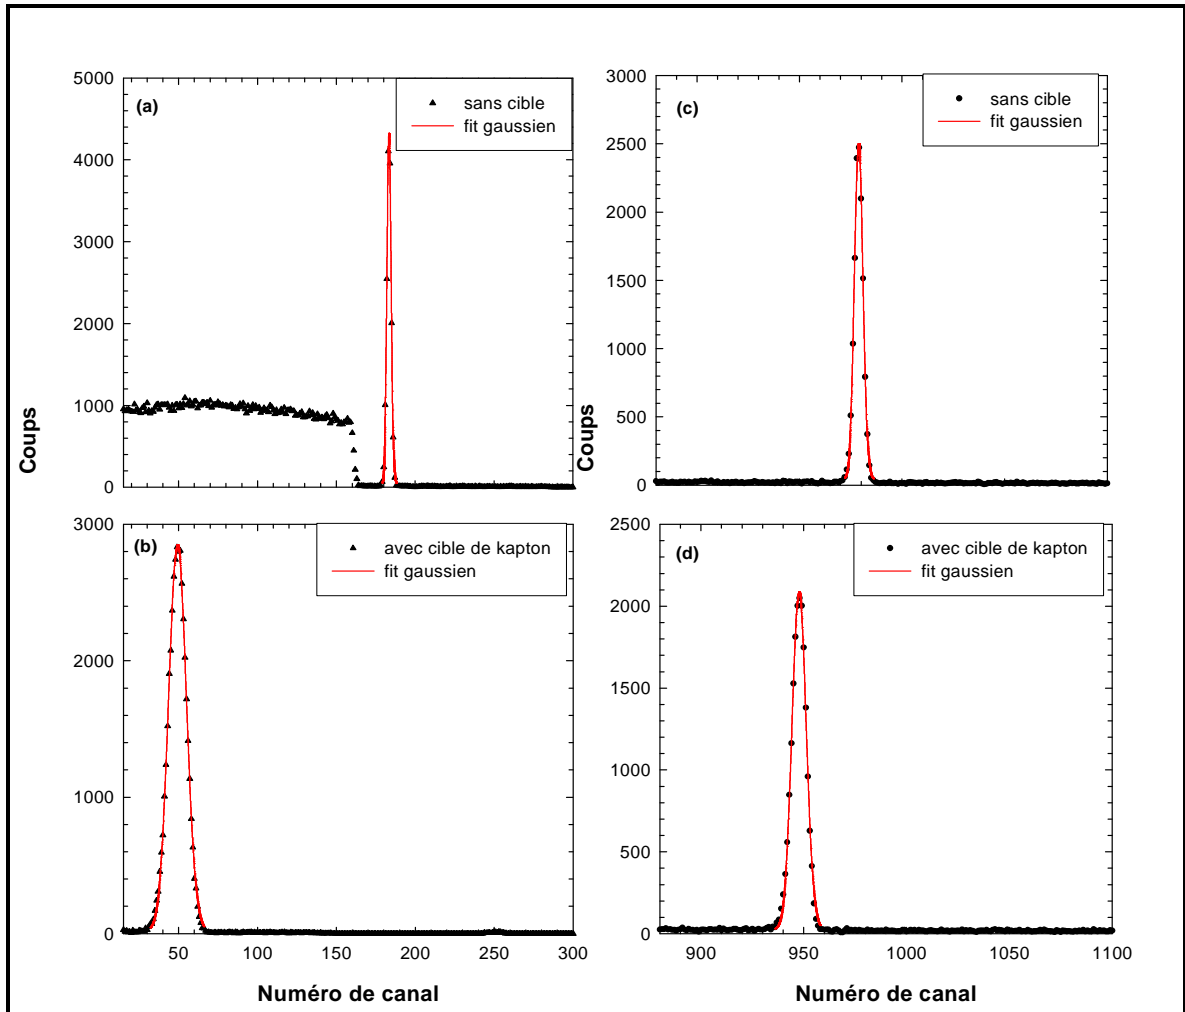 (a)
sans cible
fit gaussien
5000
4000
3000
2000
1000
0
Coups
(c)
sans cible
fit gaussien
3000
2500
2000
1500
1000
500
0
Coups
(b)
avec cible de kapton
fit gaussien
3000
2000
1000
0
50
100
150
200
250
300
Numéro de canal
(d)
avec cible de kapton
fit gaussien
2500
2000
1500
1000
500
0
900
950
1000
1050
1100
Numéro de canal